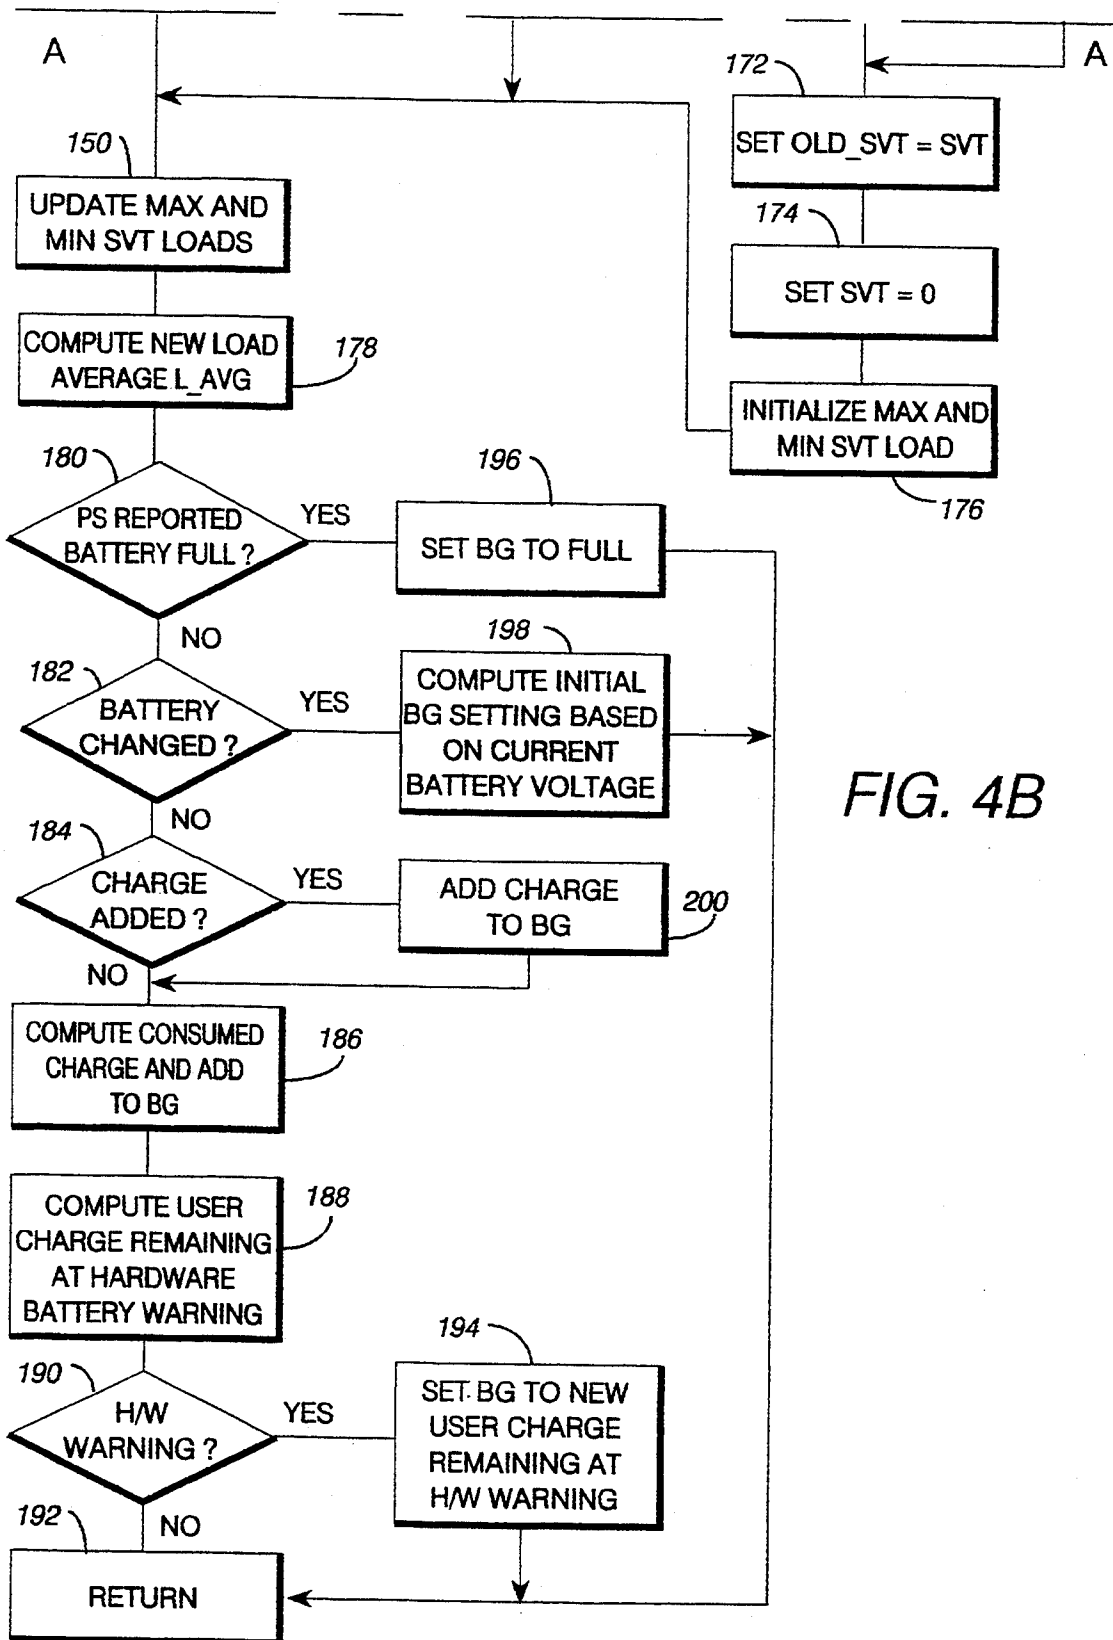 A
A
172
SET OLD_SVT = SVT
150
UPDATE MAX AND
MIN SVT LOADS
174
SET SVT = 0
COMPUTE NEW LOAD
AVERAGE L_AVG
178
INITIALIZE MAX AND
MIN SVT LOAD
176
180
PS REPORTED
BATTERY FULL ?
YES
196
SET BG TO FULL
NO
182
BATTERY
CHANGED ?
YES
198
COMPUTE INITIAL
BG SETTING BASED
ON CURRENT
BATTERY VOLTAGE
FIG. 4B
NO
184
CHARGE
ADDED ?
YES
ADD CHARGE
TO BG
200
NO
COMPUTE CONSUMED
CHARGE AND ADD
TO BG
186
COMPUTE USER
CHARGE REMAINING
AT HARDWARE
BATTERY WARNING
188
190
H/W
WARNING ?
YES
194
SET BG TO NEW
USER CHARGE
REMAINING AT
H/W WARNING
NO
192
RETURN